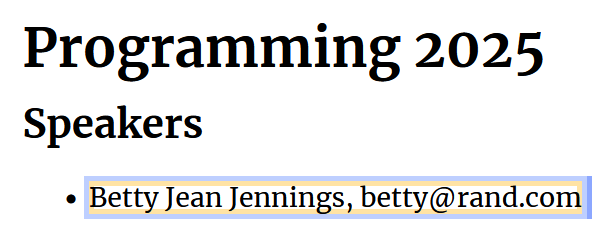 Programming 2025
Speakers
• Betty Jean Jennings, betty@rand.com